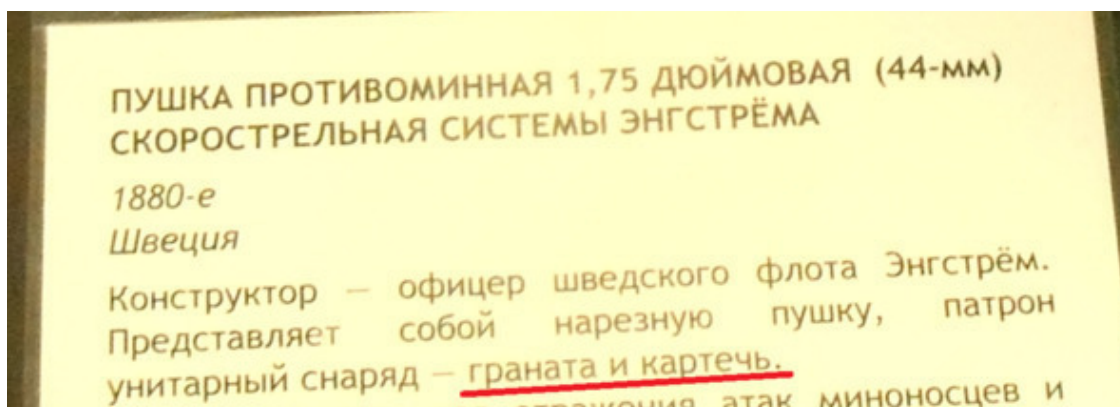 ПУШКА ПРОТИВОМИННАЯ 1,75 ДЮЙМОВАЯ (44-мм)
СКОРОСТРЕЛЬНАЯ СИСТЕМЫ ЭНГСТРЁМА
1880-е
Швеция
Конструктор — офицер шведского флота Энгстрём.
Представляет собой нарезную пушку, патрон
унитарный снаряд — граната и картечь.
отражения атак миноносцев и